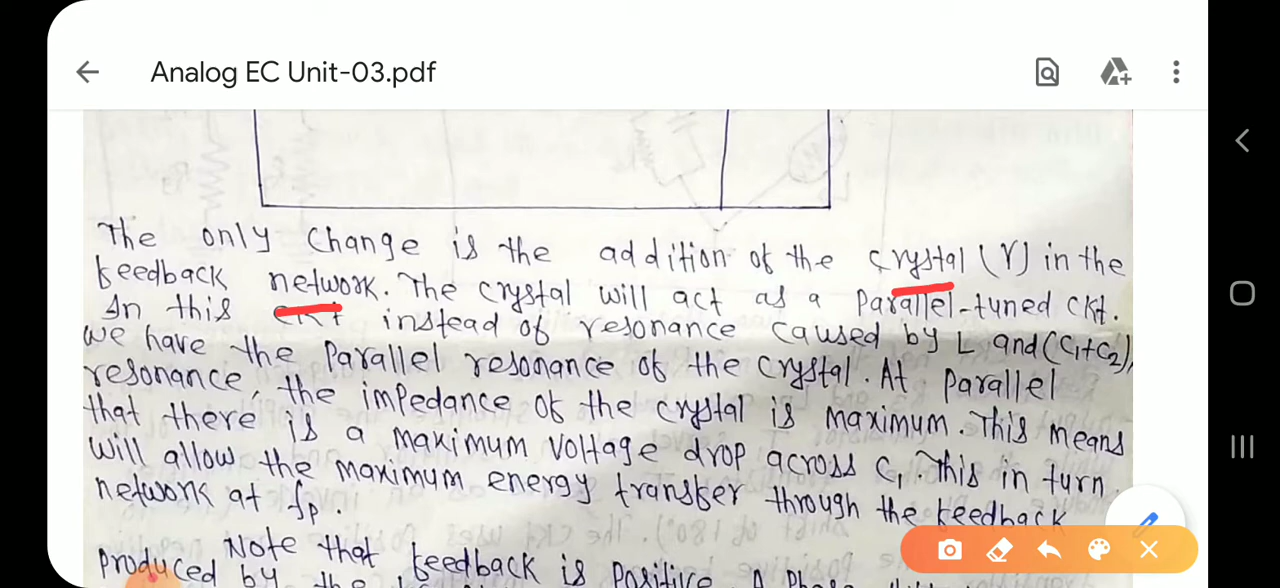 Analog EC Unit-03.pdf
The only change is the addition of the crystal (Y) in the
feedback network. The crystal will act as a parallel-tuned ckt.
In this ckt instead of resonance caused by L and (C1+C2),
we have the parallel resonance of the crystal. At parallel
resonance, the impedance of the crystal is maximum. This means
that there is a maximum voltage drop across C1. This in turn
will allow the maximum energy transfer through the feedback
network at fp.
Note that feedback is positive. A phase
Produced by the